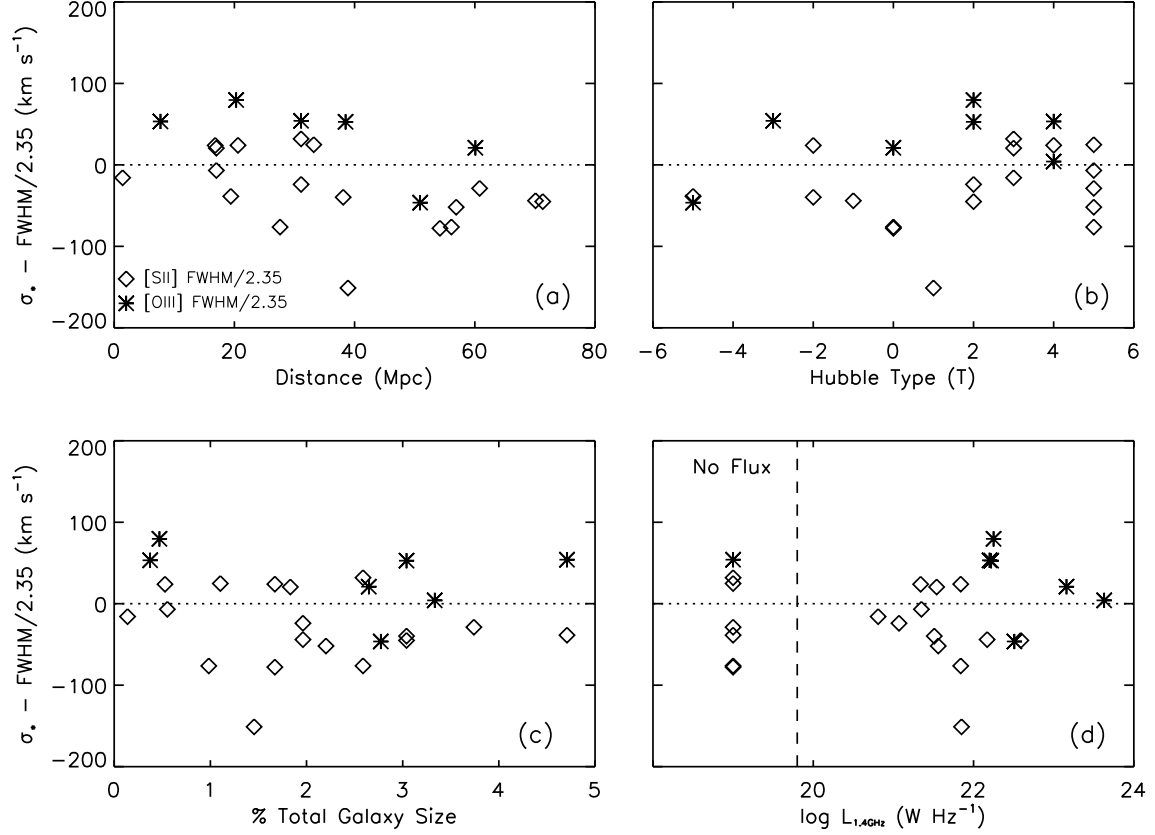 200
100
0
−100
−200
σ* − FWHM/2.35 (km s−1)
[SII] FWHM/2.35
[OIII] FWHM/2.35
(a)
0 20 40 60 80
Distance (Mpc)
(b)
−6 −4 −2 0 2 4 6
Hubble Type (T)
200
100
0
−100
−200
σ* − FWHM/2.35 (km s−1)
(c)
0 1 2 3 4 5
% Total Galaxy Size
No Flux
(d)
20 22 24
log L1.4GHz (W Hz−1)